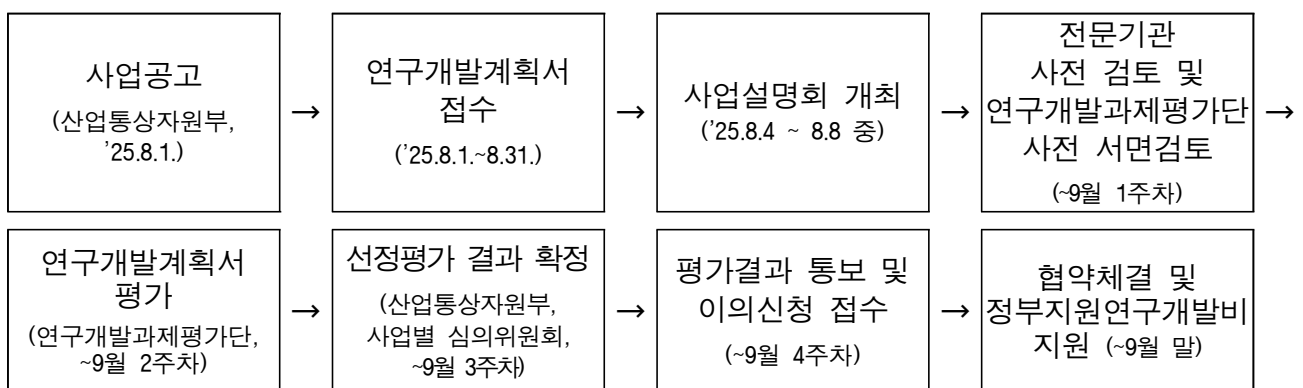 사업공고
(산업통상자원부,
'25.8.1.)
→
연구개발계획서
접수
('25.8.1.~8.31.)
→
사업설명회 개최
('25.8.4 ~ 8.8 중)
→
전문기관
사전 검토 및
연구개발과제평가단
사전 서면검토
(~9월 1주차)
→
연구개발계획서
평가
(연구개발과제평가단,
~9월 2주차)
→
선정평가 결과 확정
(산업통상자원부,
사업별 심의위원회,
~9월 3주차)
→
평가결과 통보 및
이의신청 접수
(~9월 4주차)
→
협약체결 및
정부지원연구개발비
지원 (~9월 말)